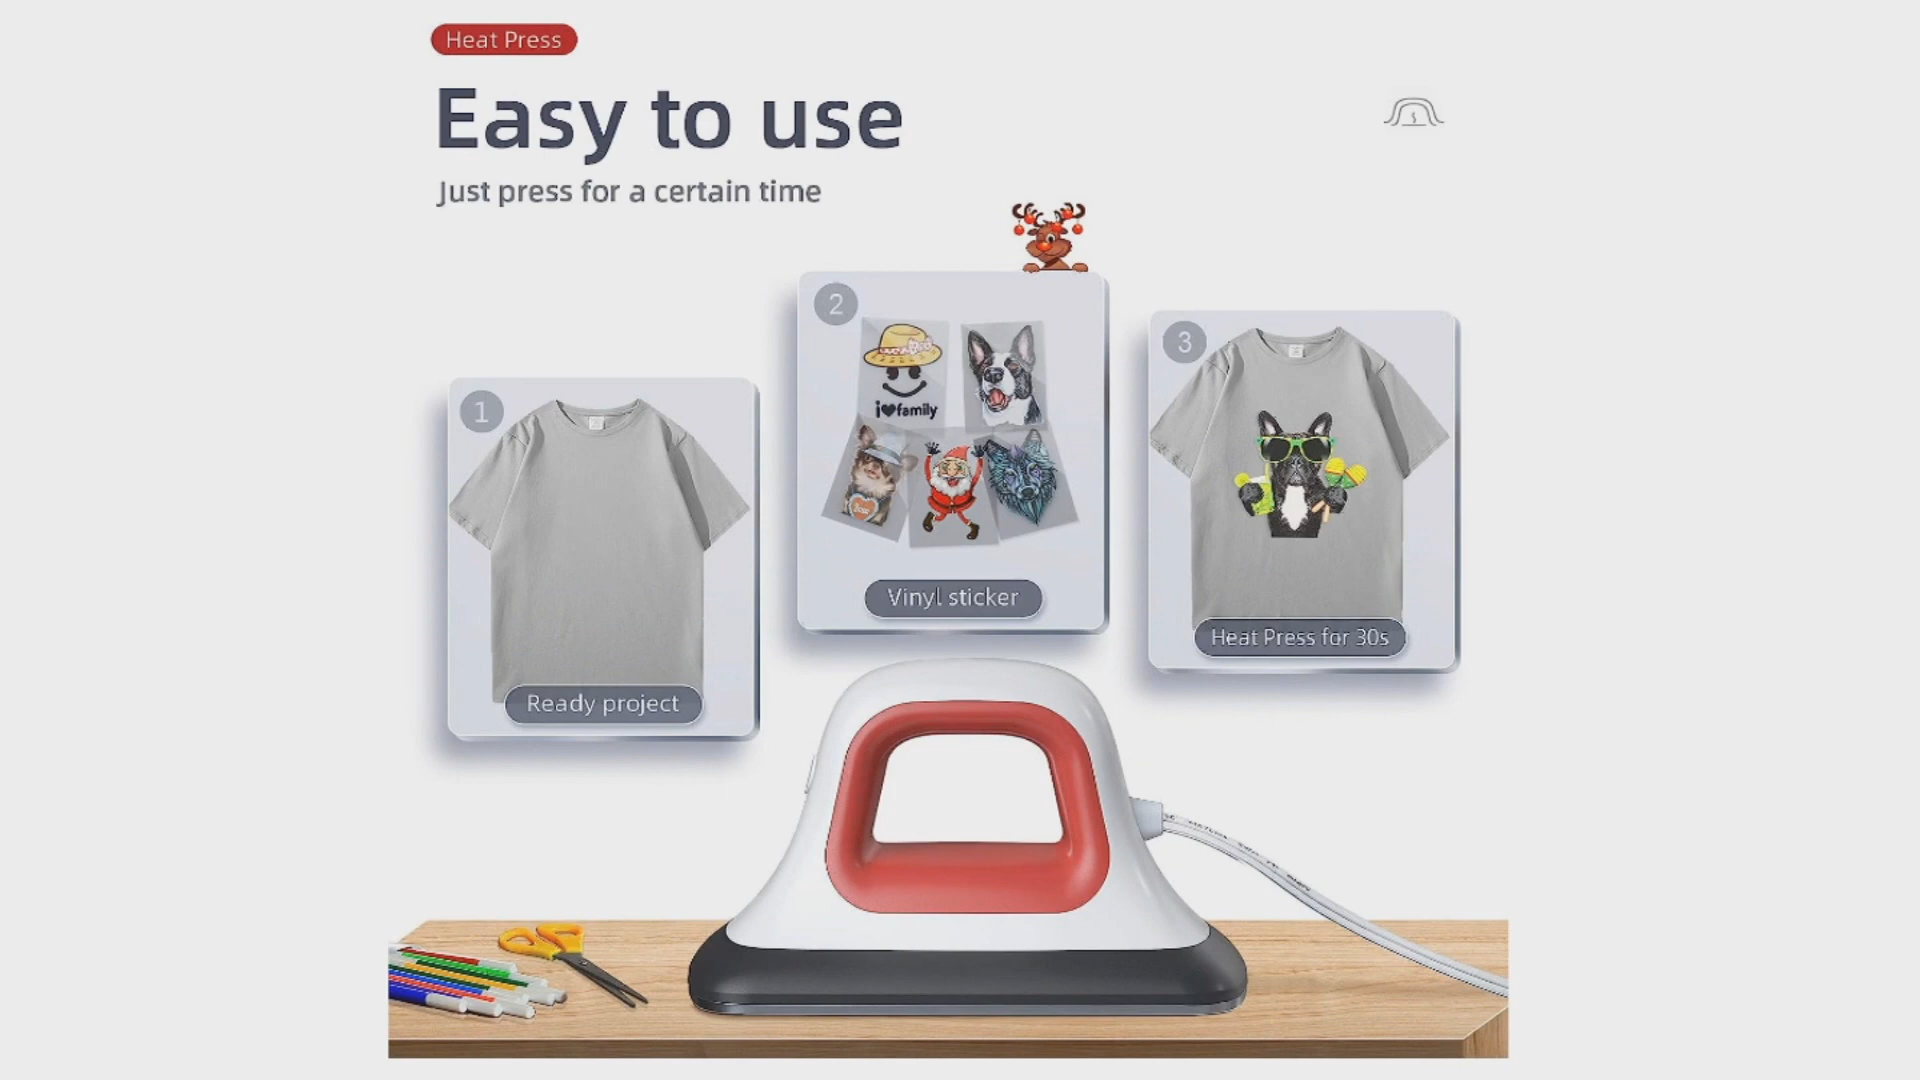 Heat Press
Easy to use
Just press for a certain time
1
Ready project
2
i♥family
Vinyl sticker
3
Heat Press for 30s